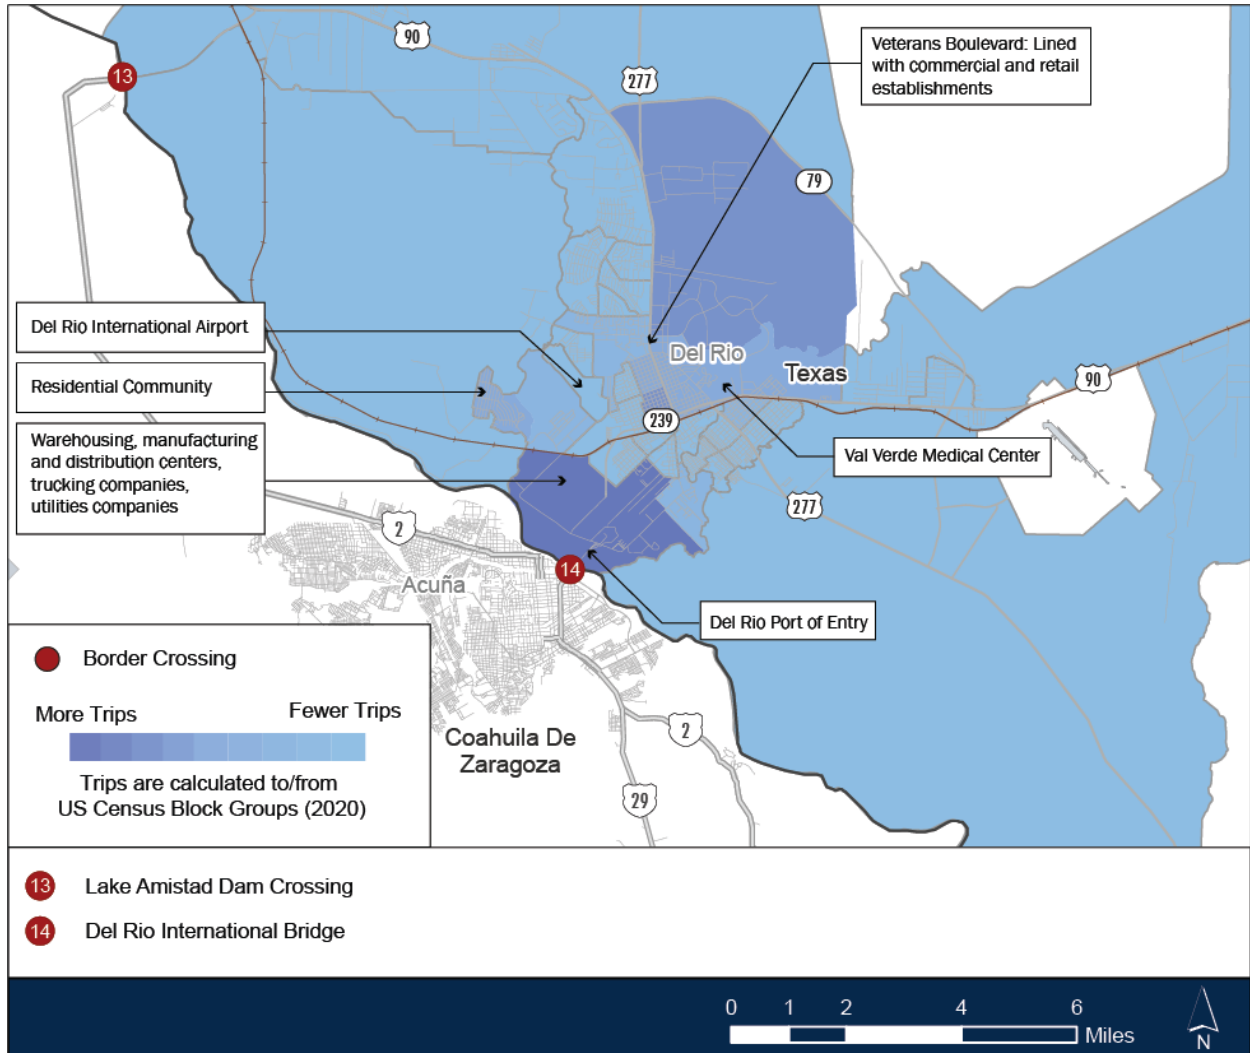 90
277
13
Veterans Boulevard: Lined
with commercial and retail
establishments
79
Del Rio International Airport
Del Rio
Texas
90
Residential Community
239
Warehousing, manufacturing
and distribution centers,
trucking companies,
utilities companies
Val Verde Medical Center
277
2
14
Acuña
Del Rio Port of Entry
Border Crossing
More Trips
Fewer Trips
Trips are calculated to/from
US Census Block Groups (2020)
2
Coahuila De
Zaragoza
29
13 Lake Amistad Dam Crossing
14 Del Rio International Bridge
0 1 2 4 6
Miles
N